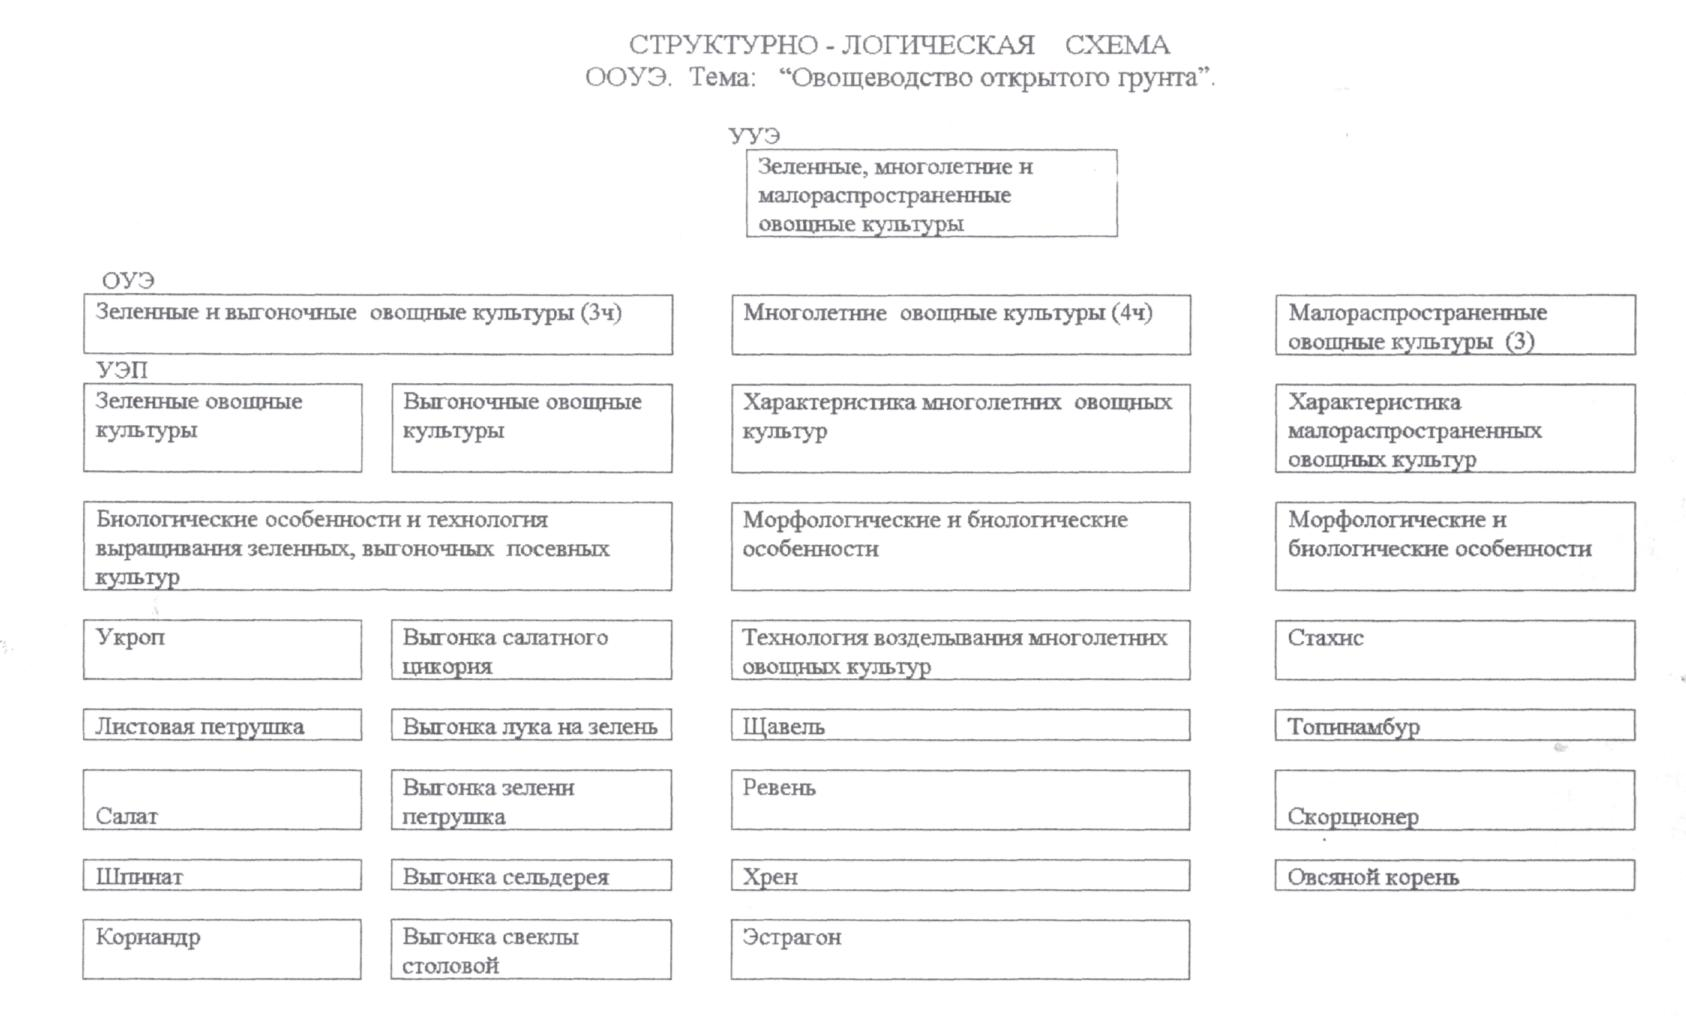 СТРУКТУРНО - ЛОГИЧЕСКАЯ СХЕМА
ООУЭ. Тема: “Овощеводство открытого грунта”.
УУЭ
Зеленные, многолетние и
малораспространенные
овощные культуры
ОУЭ
Зеленные и выгоночные овощные культуры (3ч)
Многолетние овощные культуры (4ч)
Малораспространенные
овощные культуры (3)
УЭП
Зеленные овощные
культуры
Выгоночные овощные
культуры
Характеристика многолетних овощных
культур
Характеристика
малораспространенных
овощных культур
Биологические особенности и технология
выращивания зеленных, выгоночных посевных
культур
Морфологические и биологические
особенности
Морфологические и
биологические особенности
Укроп
Выгонка салатного
цикория
Технология возделывания многолетних
овощных культур
Стахис
Листовая петрушка
Выгонка лука на зелень
Щавель
Топинамбур
Салат
Выгонка зелени
петрушка
Ревень
Скорционер
Шпинат
Выгонка сельдерея
Хрен
Овсяной корень
Кориандр
Выгонка свеклы
столовой
Эстрагон